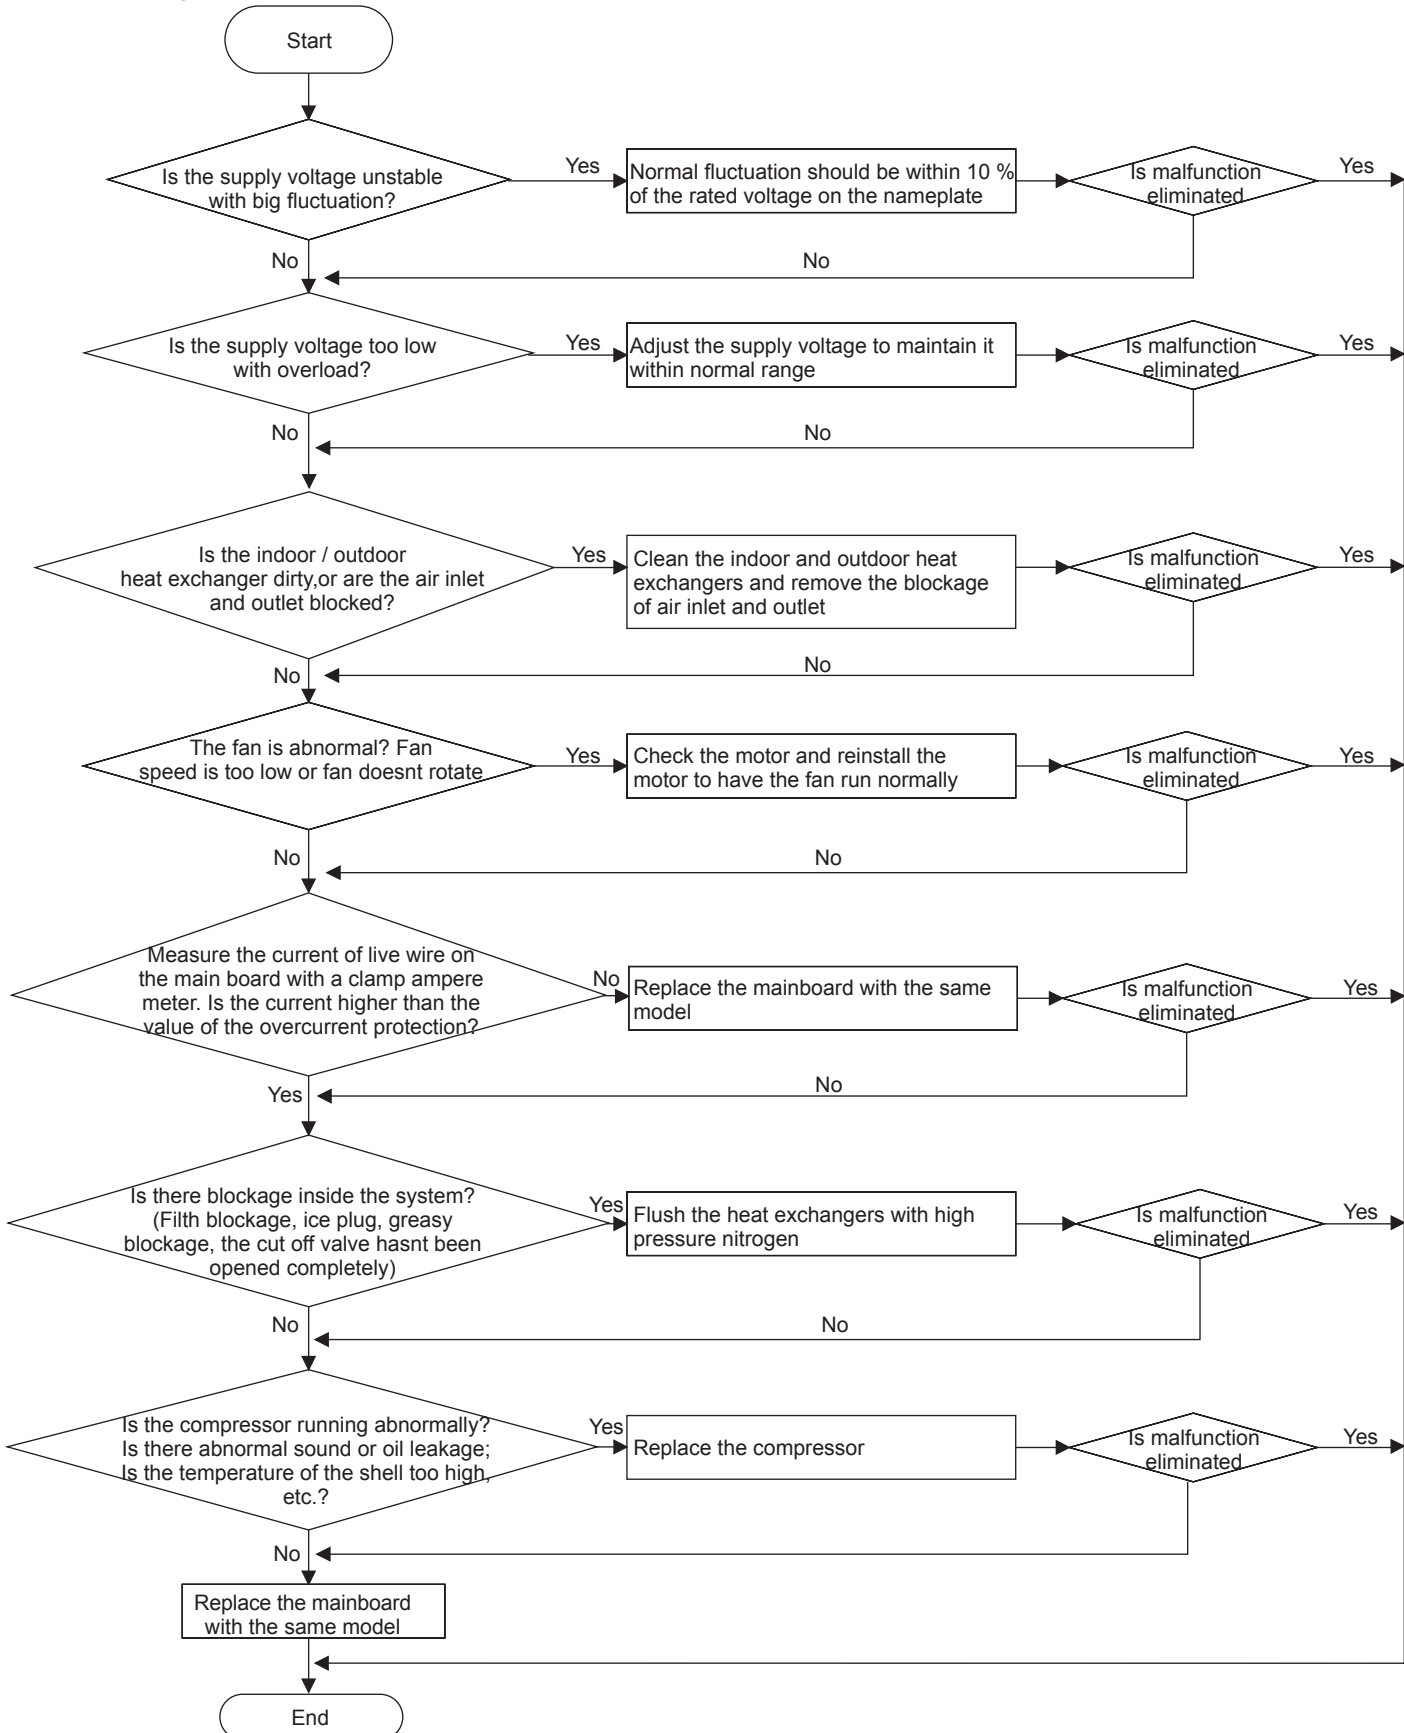 Start
Is the supply voltage unstable
with big fluctuation?
Yes
Normal fluctuation should be within 10 %
of the rated voltage on the nameplate
Is malfunction
eliminated
Yes
No
No
Is the supply voltage too low
with overload?
Yes
Adjust the supply voltage to maintain it
within normal range
Is malfunction
eliminated
Yes
No
No
Is the indoor / outdoor
heat exchanger dirty,or are the air inlet
and outlet blocked?
Yes
Clean the indoor and outdoor heat
exchangers and remove the blockage
of air inlet and outlet
Is malfunction
eliminated
Yes
No
No
The fan is abnormal? Fan
speed is too low or fan doesnt rotate
Yes
Check the motor and reinstall the
motor to have the fan run normally
Is malfunction
eliminated
Yes
No
No
Measure the current of live wire on
the main board with a clamp ampere
meter. Is the current higher than the
value of the overcurrent protection?
No
Replace the mainboard with the same
model
Is malfunction
eliminated
Yes
Yes
No
Is there blockage inside the system?
(Filth blockage, ice plug, greasy
blockage, the cut off valve hasnt been
opened completely)
Yes
Flush the heat exchangers with high
pressure nitrogen
Is malfunction
eliminated
Yes
No
No
Is the compressor running abnormally?
Is there abnormal sound or oil leakage;
Is the temperature of the shell too high,
etc.?
Yes
Replace the compressor
Is malfunction
eliminated
Yes
No
Replace the mainboard
with the same model
End